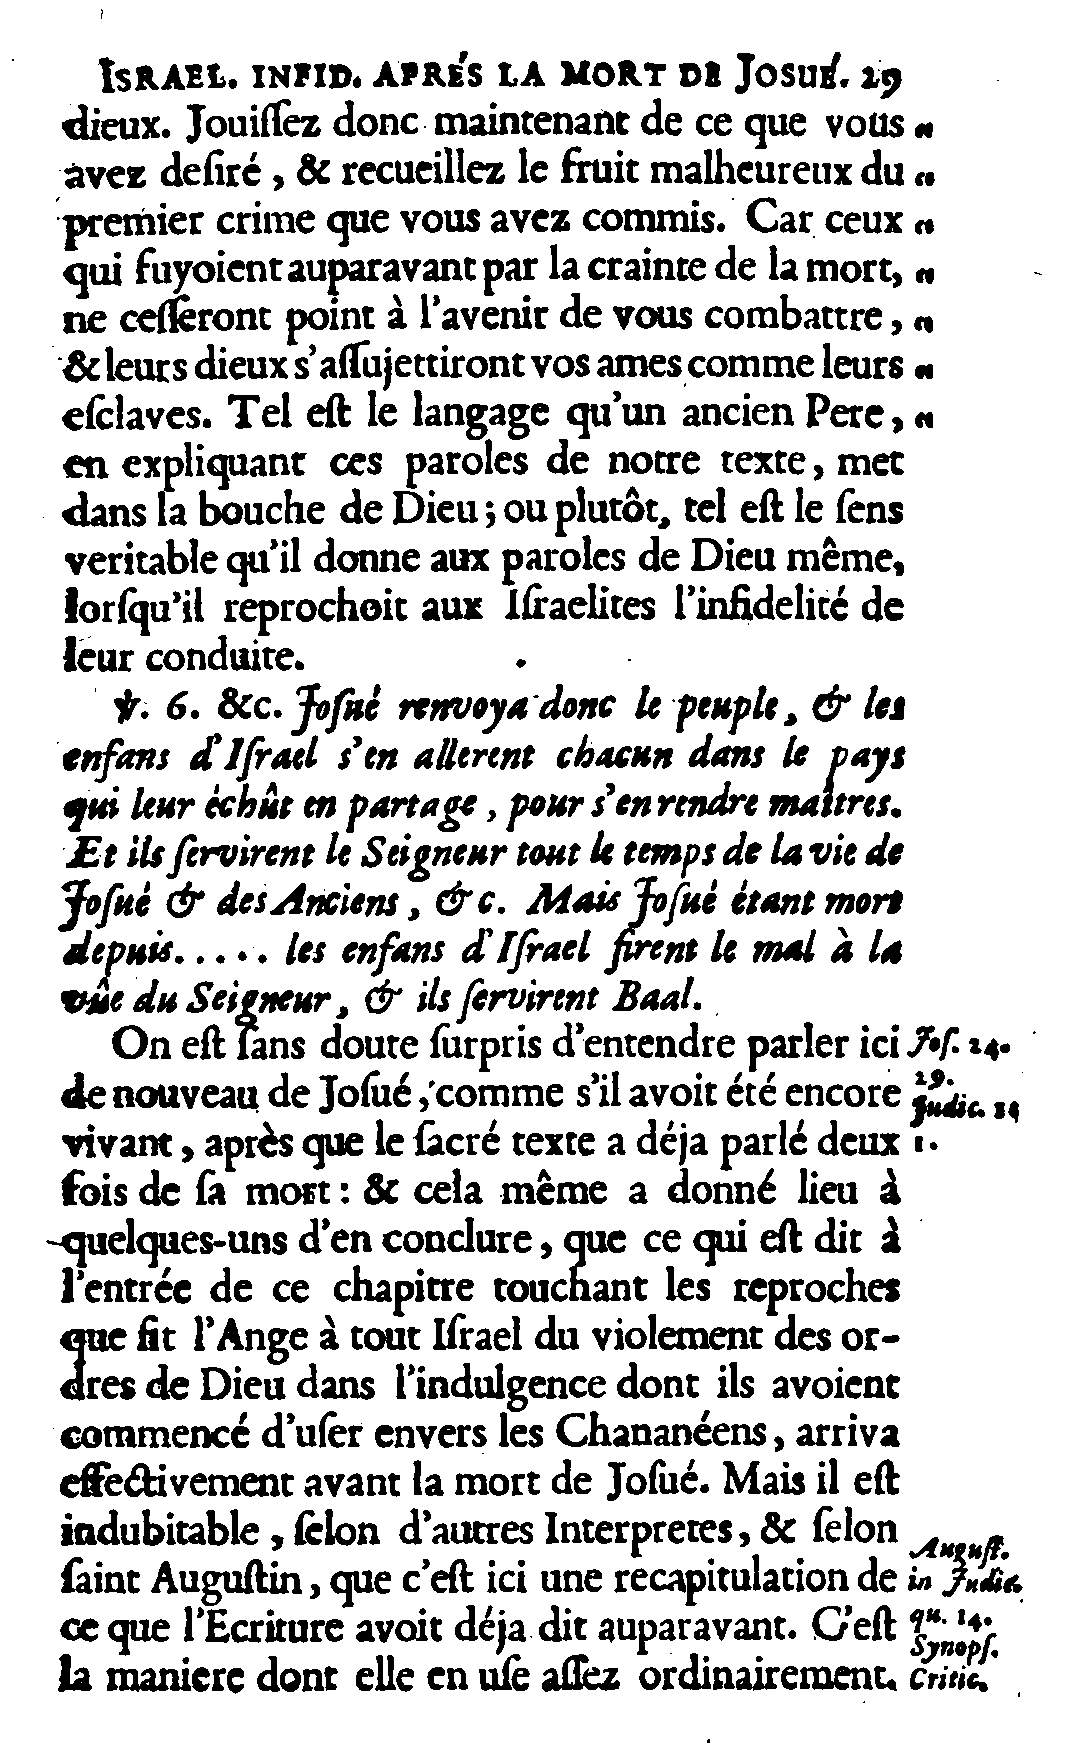 ISRAEL. INFID. APRÉS LA MORT DE JOSUÉ. 29
dieux. Jouiſſez donc maintenant de ce que vous „
avez deſiré, & recueillez le fruit malheureux du „
premier crime que vous avez commis. Car ceux „
qui fuyoient auparavant par la crainte de la mort, „
ne ceſſeront point à l'avenir de vous combattre, „
& leurs dieux s'aſſujettiront vos ames comme leurs „
eſclaves. Tel eſt le langage qu'un ancien Pere, „
en expliquant ces paroles de notre texte, met
dans la bouche de Dieu; ou plutôt, tel eſt le ſens
veritable qu'il donne aux paroles de Dieu même,
lorſqu'il reprochoit aux Iſraelites l'infidelité de
leur conduite.
℣. 6. &c. Joſué renvoya donc le peuple, & les
enfans d'Iſrael s'en allerent chacun dans le pays
qui leur échût en partage, pour s'en rendre maîtres.
Et ils ſervirent le Seigneur tout le temps de la vie de
Joſué & des Anciens, &c. Mais Joſué étant mort
depuis..... les enfans d'Iſrael firent le mal à la
vûe du Seigneur, & ils ſervirent Baal.
On eſt ſans doute ſurpris d'entendre parler ici Joſ. 24.
de nouveau de Joſué, comme s'il avoit été encore 29.
Judic.
vivant, après que le ſacré texte a déja parlé deux 1.
fois de ſa mort : & cela même a donné lieu à
quelques-uns d'en conclure, que ce qui eſt dit à
l'entrée de ce chapitre touchant les reproches
que fit l'Ange à tout Iſrael du violement des or-
dres de Dieu dans l'indulgence dont ils avoient
commencé d'uſer envers les Chananéens, arriva
effectivement avant la mort de Joſué. Mais il eſt
indubitable, ſelon d'autres Interpretes, & ſelon Auguſt.
ſaint Auguſtin, que c'eſt ici une recapitulation de in Judic.
ce que l'Ecriture avoit déja dit auparavant. C'eſt qu. 14.
Synopſ.
la maniere dont elle en uſe aſſez ordinairement. Critic.